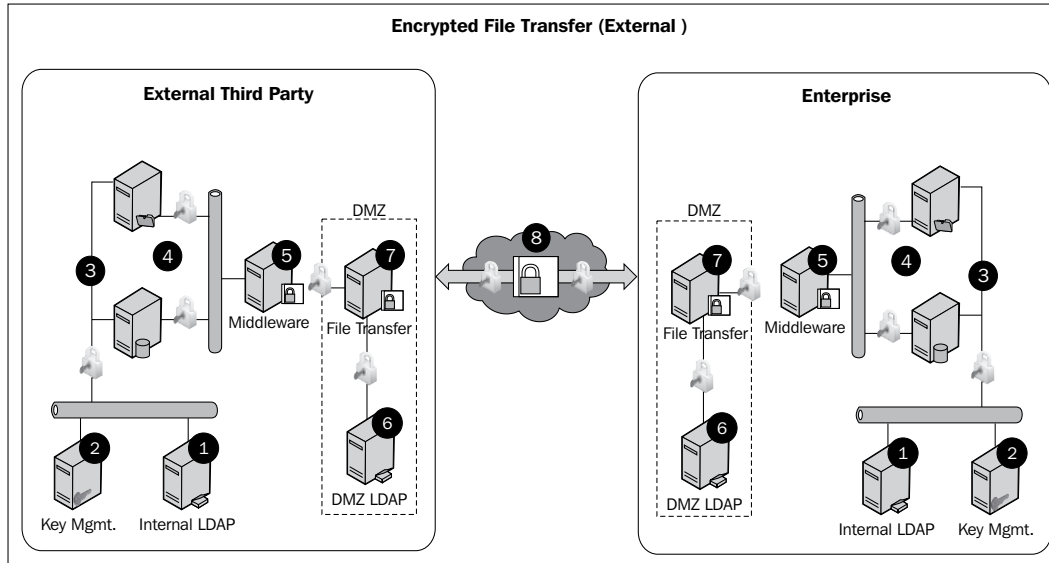 Encrypted File Transfer (External )
External Third Party
Enterprise
DMZ
DMZ
8
5
7
7
5
4
4
3
3
Middleware
File Transfer
File Transfer
Middleware
6
6
2
1
1
2
DMZ LDAP
DMZ LDAP
Key Mgmt.
Internal LDAP
Internal LDAP
Key Mgmt.